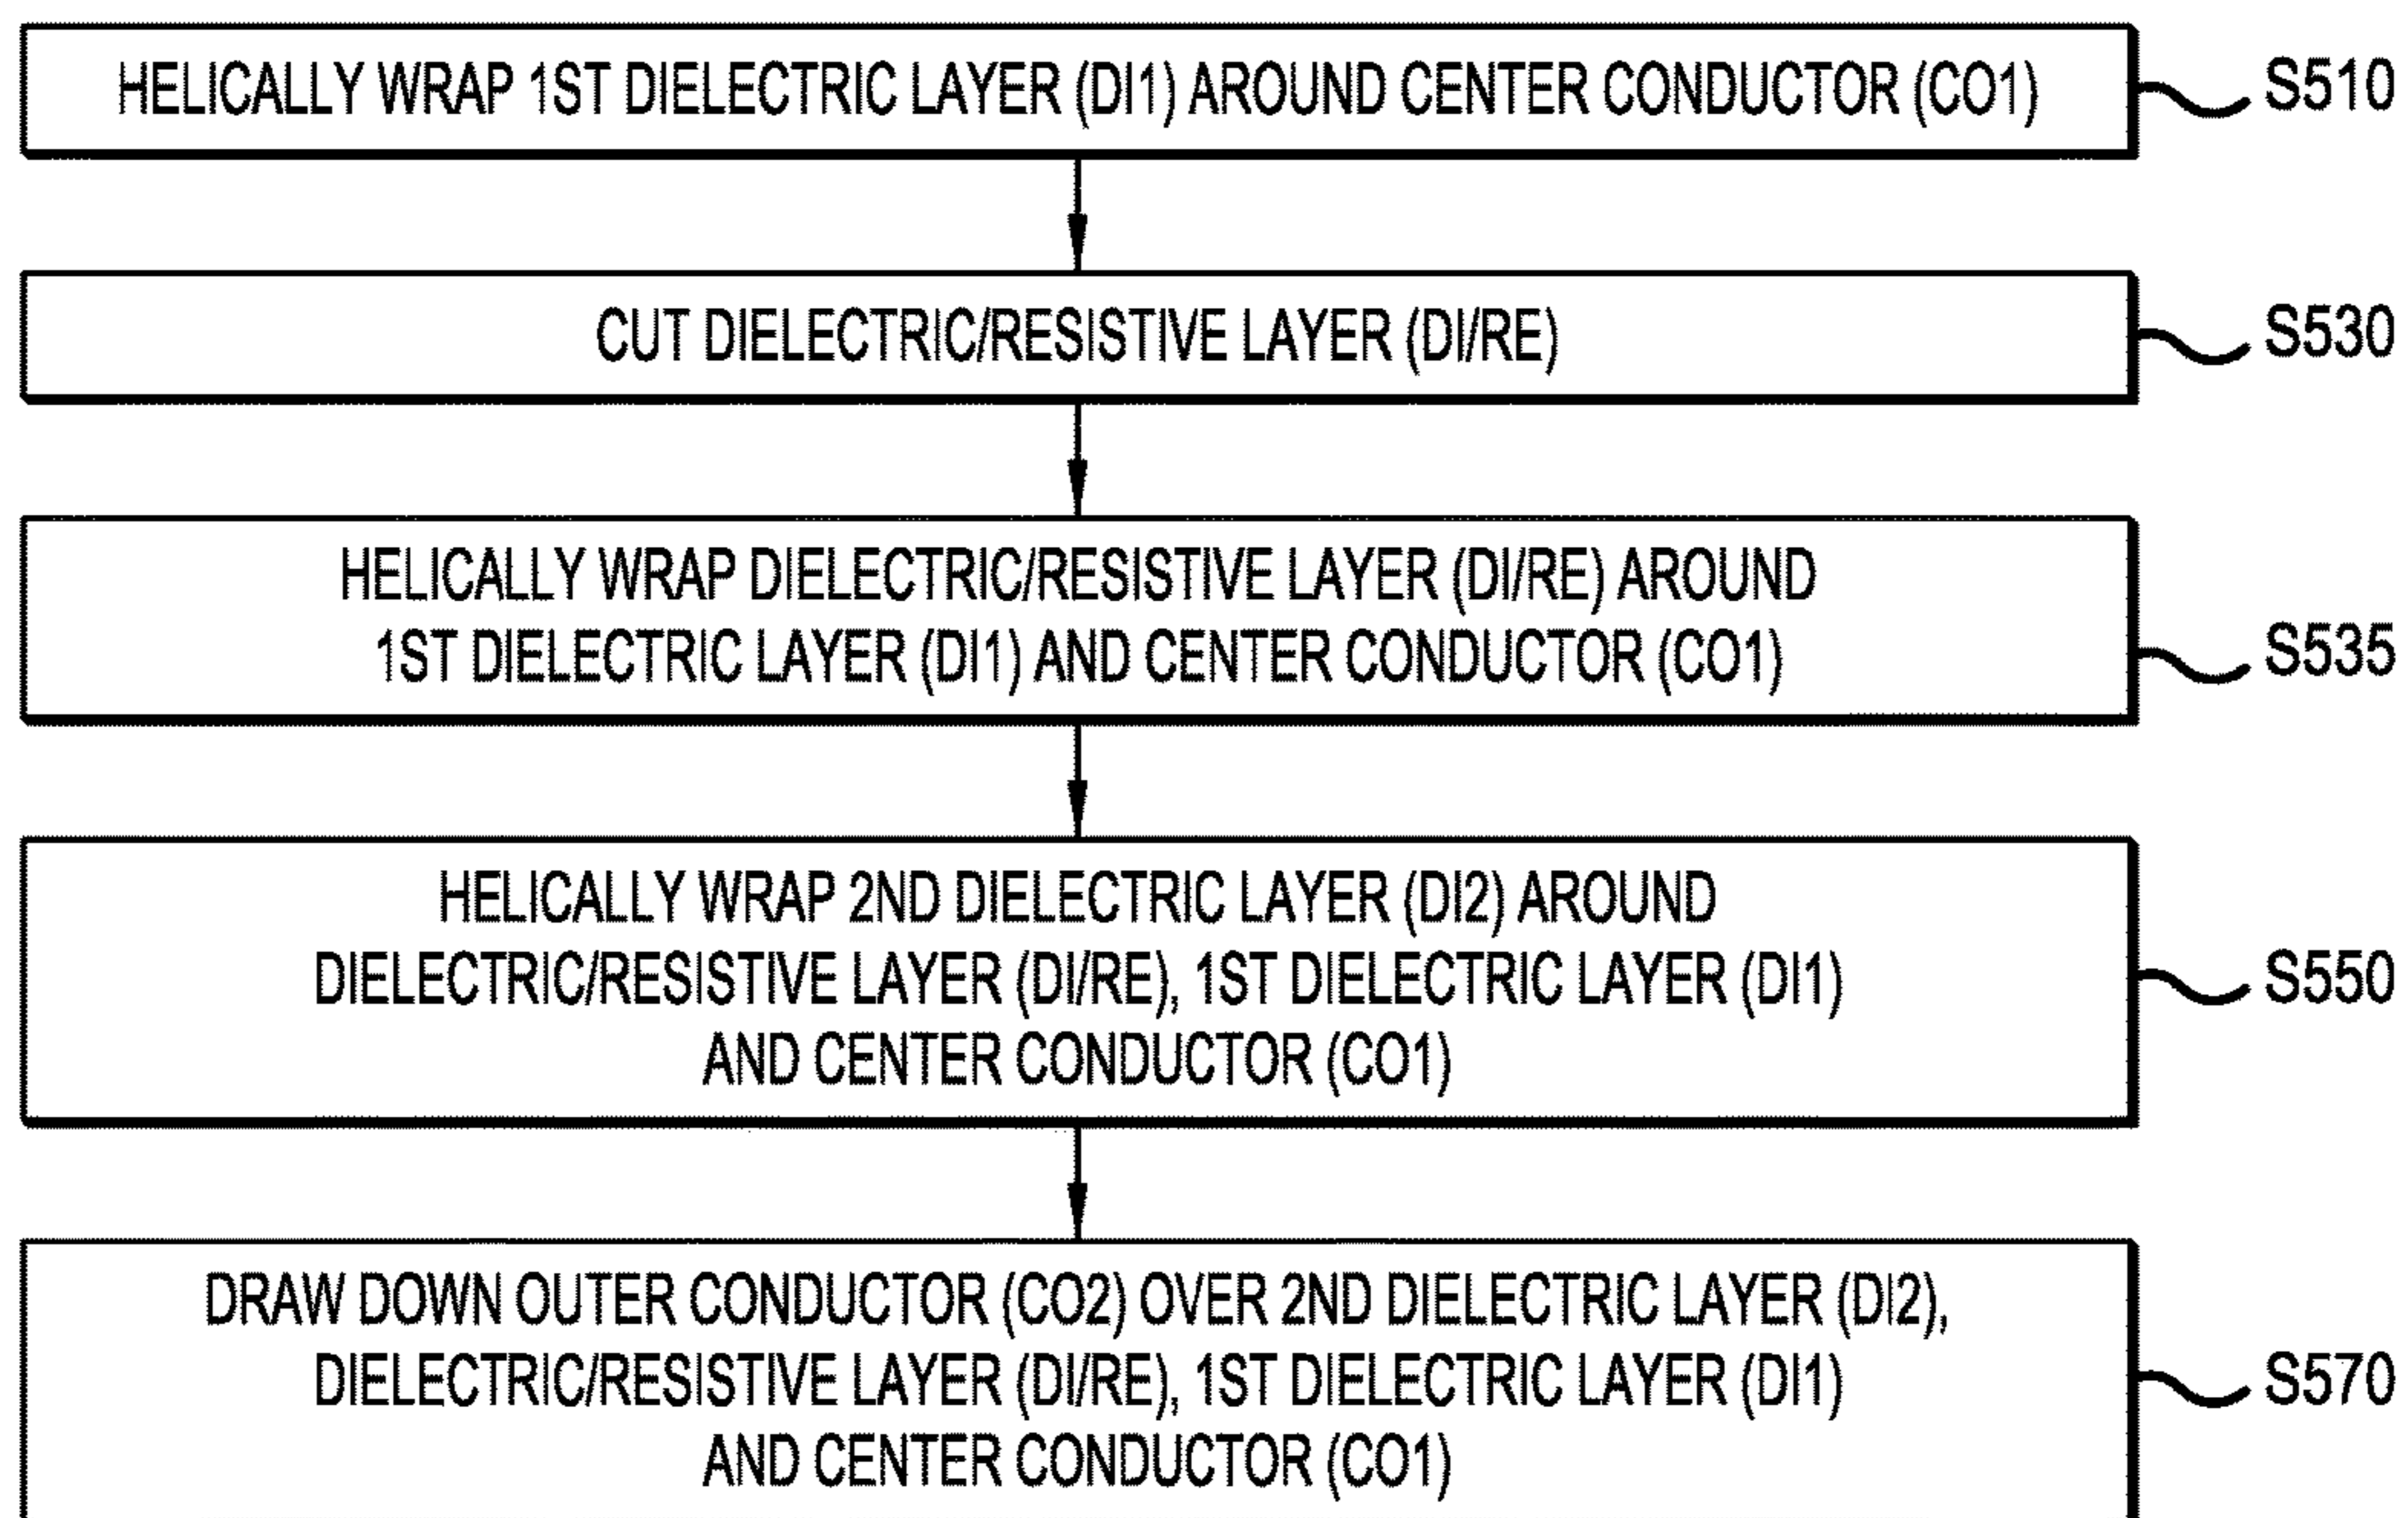 HELICALLY WRAP 1ST DIELECTRIC LAYER (DI1) AROUND CENTER CONDUCTOR (CO1)
S510
CUT DIELECTRIC/RESISTIVE LAYER (DI/RE)
S530
HELICALLY WRAP DIELECTRIC/RESISTIVE LAYER (DI/RE) AROUND
1ST DIELECTRIC LAYER (DI1) AND CENTER CONDUCTOR (CO1)
S535
HELICALLY WRAP 2ND DIELECTRIC LAYER (DI2) AROUND
DIELECTRIC/RESISTIVE LAYER (DI/RE), 1ST DIELECTRIC LAYER (DI1)
AND CENTER CONDUCTOR (CO1)
S550
DRAW DOWN OUTER CONDUCTOR (CO2) OVER 2ND DIELECTRIC LAYER (DI2),
DIELECTRIC/RESISTIVE LAYER (DI/RE), 1ST DIELECTRIC LAYER (DI1)
AND CENTER CONDUCTOR (CO1)
S570